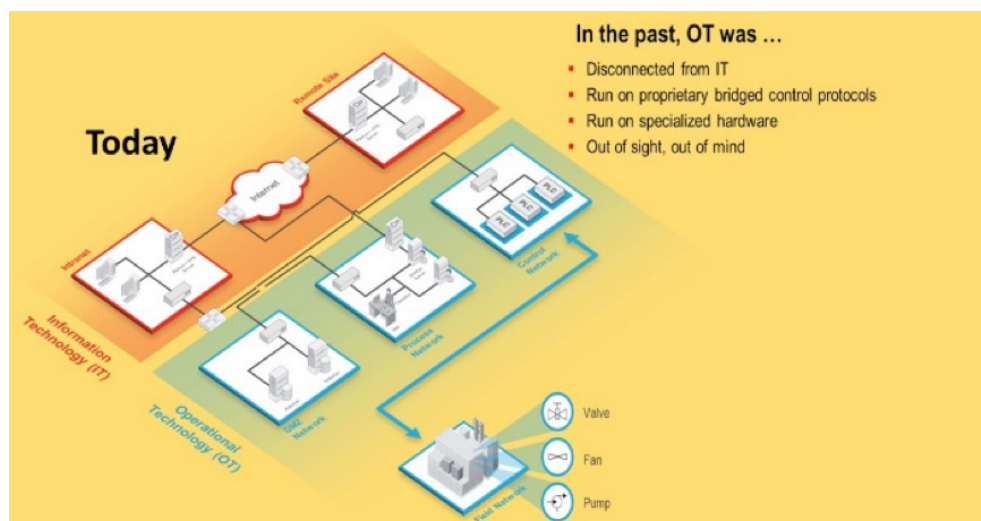 In the past, OT was ...
▪ Disconnected from IT
▪ Run on proprietary bridged control protocols
▪ Run on specialized hardware
▪ Out of sight, out of mind
Today
Remote Site
Internet
Intranet
PLC
PLC
PLC
Control
Network
Information
Technology (IT)
Process
Network
Operational
Technology (OT)
DMZ
Network
Valve
Fan
Pump
Field Network